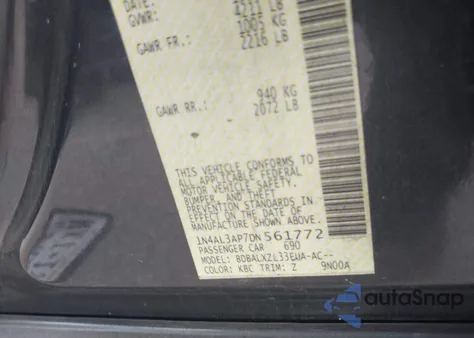 DATE:
GVWR: 4211 LB
1005 KG
GAWR FR.: 2216 LB
940 KG
GAWR RR.: 2072 LB
THIS VEHICLE CONFORMS TO
ALL APPLICABLE FEDERAL
MOTOR VEHICLE SAFETY,
BUMPER, AND THEFT
PREVENTION STANDARDS IN
EFFECT ON THE DATE OF
MANUFACTURE SHOWN ABOVE.
1N4AL3AP7DN561772
PASSENGER CAR 690
MODEL: BDBALXZL33EWA-AC--
COLOR: KBC TRIM: Z 9N00A
autoSnap